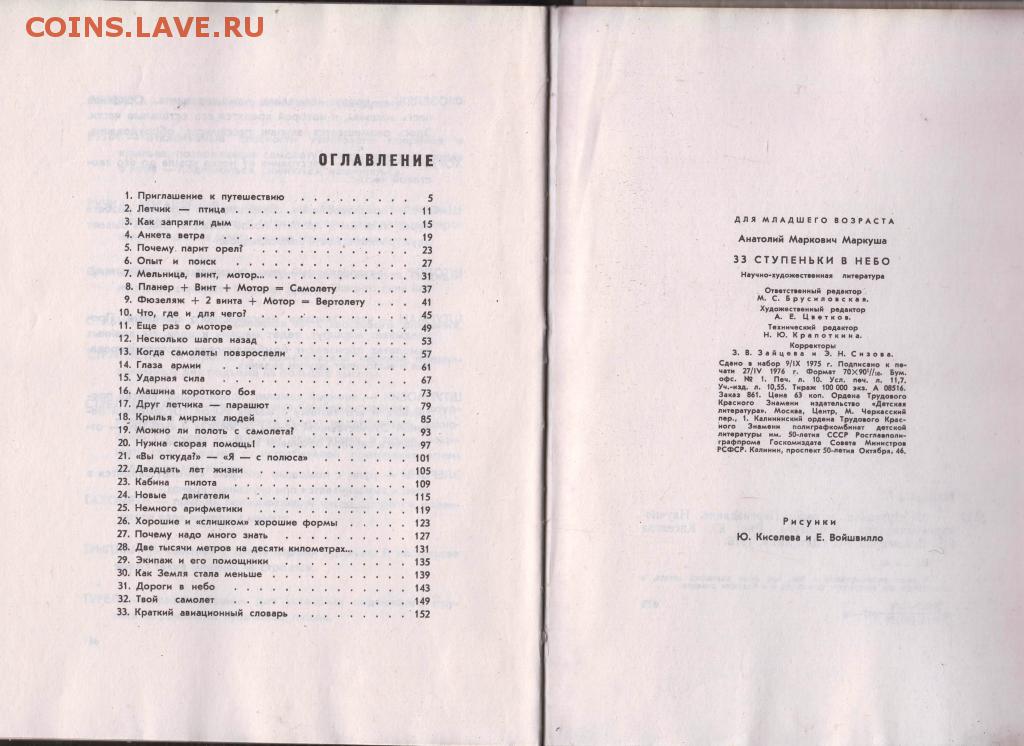 COINS.LAVE.RU
ОГЛАВЛЕНИЕ
1. Приглашение к путешествию . . . . . . . . . 5
2. Летчик — птица . . . . . . . . . . . . . 11
3. Как запрягли дым . . . . . . . . . . . . . 15
4. Анкета ветра . . . . . . . . . . . . . . 19
5. Почему парит орел? . . . . . . . . . . . . 23
6. Опыт и поиск . . . . . . . . . . . . . . 27
7. Мельница, винт, мотор... . . . . . . . . . . 31
8. Планер + Винт + Мотор = Самолету . . . . . . 37
9. Фюзеляж + 2 винта + Мотор = Вертолету . . . . 41
10. Что, где и для чего? . . . . . . . . . . . . 45
11. Еще раз о моторе . . . . . . . . . . . . . 49
12. Несколько шагов назад . . . . . . . . . . . 53
13. Когда самолеты повзрослели . . . . . . . . . 57
14. Глаза армии . . . . . . . . . . . . . . . 61
15. Ударная сила . . . . . . . . . . . . . . 67
16. Машина короткого боя . . . . . . . . . . . 73
17. Друг летчика — парашют . . . . . . . . . . 79
18. Крылья мирных людей . . . . . . . . . . . 85
19. Можно ли полоть с самолета? . . . . . . . . 93
20. Нужна скорая помощь! . . . . . . . . . . . 97
21. «Вы откуда?» — «Я — с полюса» . . . . . . . 101
22. Двадцать лет жизни . . . . . . . . . . . . 105
23. Кабина пилота . . . . . . . . . . . . . . 109
24. Новые двигатели . . . . . . . . . . . . . 115
25. Немного арифметики . . . . . . . . . . . . 119
26. Хорошие и «слишком» хорошие формы . . . . . 123
27. Почему надо много знать . . . . . . . . . . 127
28. Две тысячи метров на десяти километрах... . . . . 131
29. Экипаж и его помощники . . . . . . . . . . 135
30. Как Земля стала меньше . . . . . . . . . . 139
31. Дороги в небо . . . . . . . . . . . . . . 143
32. Твой самолет . . . . . . . . . . . . . . 149
33. Краткий авиационный словарь . . . . . . . . . 152
ДЛЯ МЛАДШЕГО ВОЗРАСТА
Анатолий Маркович Маркуша
33 СТУПЕНЬКИ В НЕБО
Научно-художественная литература
Ответственный редактор
М. С. Брусиловская.
Художественный редактор
А. Е. Цветков.
Технический редактор
Н. Ю. Крапоткина.
Корректоры
З. В. Зайцева и Э. Н. Сизова.
Сдано в набор 9/IX 1975 г. Подписано к пе-
чати 27/IV 1976 г. Формат 70×90¹/₁₆. Бум.
офс. № 1. Печ. л. 10. Усл. печ. л. 11,7.
Уч.-изд. л. 10,55. Тираж 100 000 экз. А 08516.
Заказ 861. Цена 63 коп. Ордена Трудового
Красного Знамени издательство «Детская
литература». Москва, Центр, М. Черкасский
пер., 1. Калининский ордена Трудового Крас-
ного Знамени полиграфкомбинат детской
литературы им. 50-летия СССР Росглавполи-
графпрома Госкомиздата Совета Министров
РСФСР. Калинин, проспект 50-летия Октября, 46.
Рисунки
Ю. Киселева и Е. Войшвилло